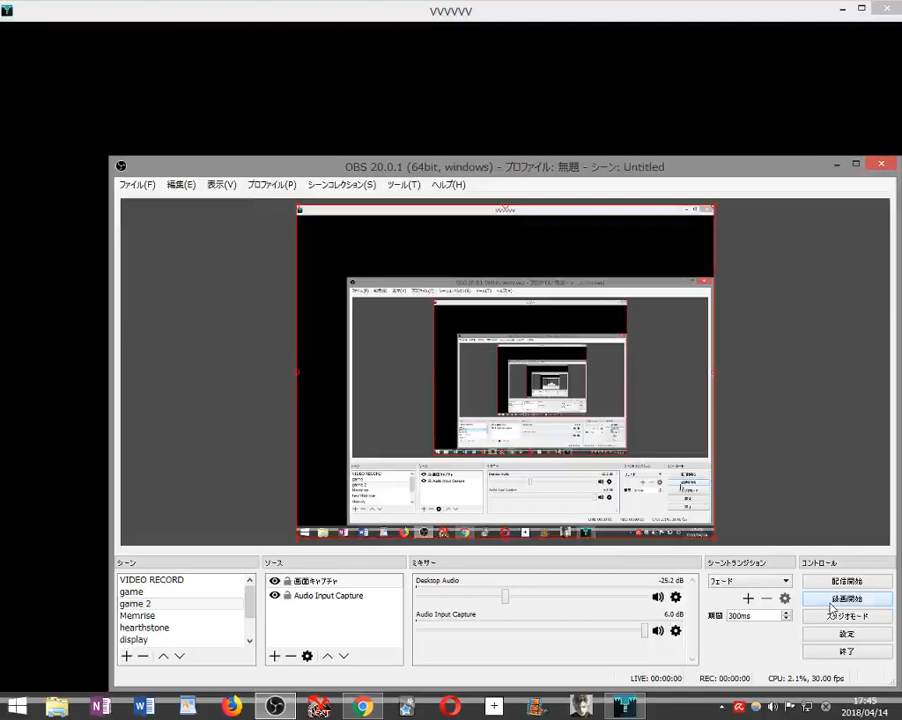 VVVVVV
OBS 20.0.1 (64bit, windows) - プロファイル: 無題 - シーン: Untitled
ファイル(F) 編集(E) 表示(V) プロファイル(P) シーンコレクション(S) ツール(T) ヘルプ(H)
シーン ソース ミキサー シーントランジション コントロール
VIDEO RECORD
game
game 2
Memrise
hearthstone
display
画面キャプチャ
Audio Input Capture
Desktop Audio -25.2 dB
Audio Input Capture 6.0 dB
フェード
期間 300ms
配信開始
録画開始
スタジオモード
設定
終了
LIVE: 00:00:00 REC: 00:00:00 CPU: 2.1%, 30.00 fps
17:45
2018/04/14